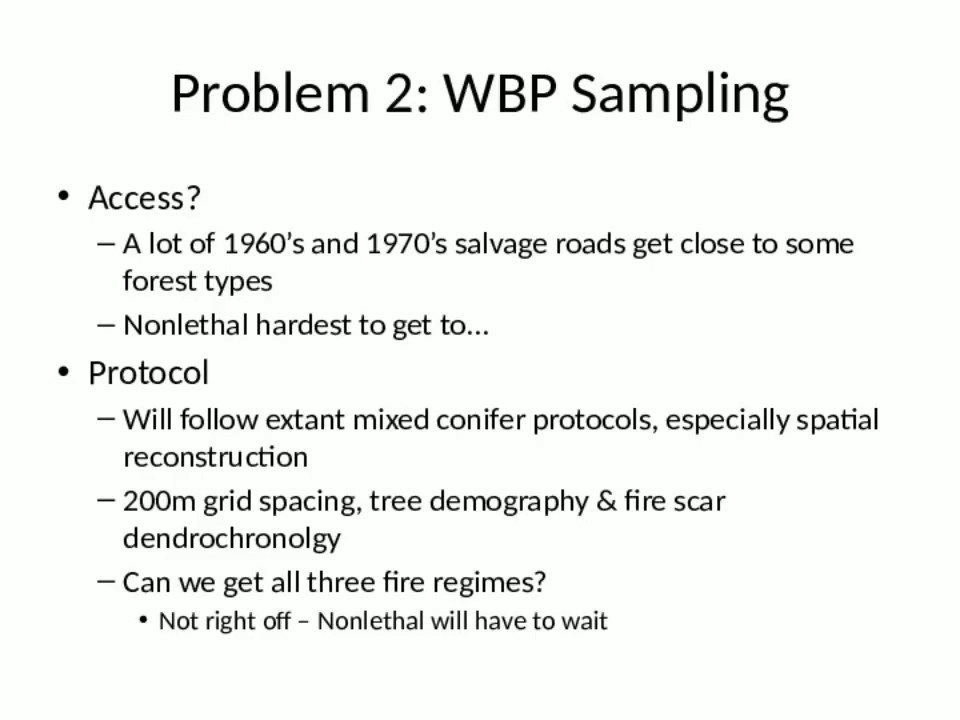 Problem 2: WBP Sampling
• Access?
– A lot of 1960’s and 1970’s salvage roads get close to some
forest types
– Nonlethal hardest to get to…
• Protocol
– Will follow extant mixed conifer protocols, especially spatial
reconstruction
– 200m grid spacing, tree demography & fire scar
dendrochronolgy
– Can we get all three fire regimes?
• Not right off – Nonlethal will have to wait